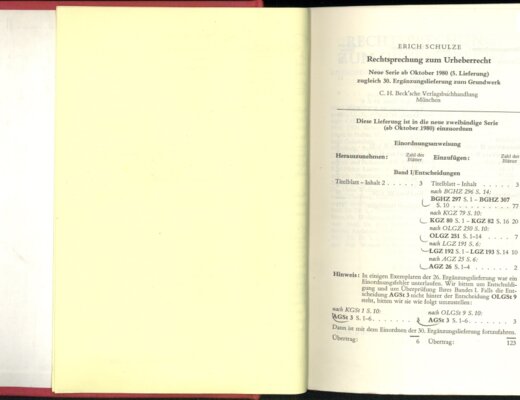 ERICH SCHULZE
Rechtsprechung zum Urheberrecht
Neue Serie ab Oktober 1980 (5. Lieferung)
zugleich 30. Ergänzungslieferung zum Grundwerk
C. H. Beck'sche Verlagsbuchhandlung
München
Diese Lieferung ist in die neue zweibändige Serie
(ab Oktober 1980) einzuordnen
Einordnungsanweisung
Herauszunehmen: Zahl der Blätter Einzufügen: Zahl der Blätter
Band I/Entscheidungen
Titelblatt – Inhalt 2 . . 3 Titelblatt – Inhalt . . . . 3
nach BGHZ 296 S. 14:
BGHZ 297 S. 1 – BGHZ 307
S. 10 . . . . . . . . . . 77
nach KGZ 79 S. 10:
KGZ 80 S. 1 – KGZ 82 S. 16 20
nach OLGZ 250 S. 10:
OLGZ 251 S. 1–14 . . . . 7
nach LGZ 191 S. 6:
LGZ 192 S. 1 – LGZ 193 S. 14 10
nach AGZ 25 S. 6:
AGZ 26 S. 1–4 . . . . . . 2
Hinweis: In einigen Exemplaren der 26. Ergänzungslieferung war ein
Einordnungsfehler unterlaufen. Wir bitten um Entschuldi-
gung und um Überprüfung Ihres Bandes I. Falls die Ent-
scheidung AGSt 3 nicht hinter der Entscheidung OLGSt 9
steht, bitten wir sie wie folgt umzustellen:
nach KGSt 1 S. 10: nach OLGSt 9 S. 10:
AGSt 3 S. 1–6 . . . . . 3 AGSt 3 S. 1–6 . . . . . 3
Dann ist mit dem Einordnen der 30. Ergänzungslieferung fortzufahren.
Übertrag: 6 Übertrag: 123